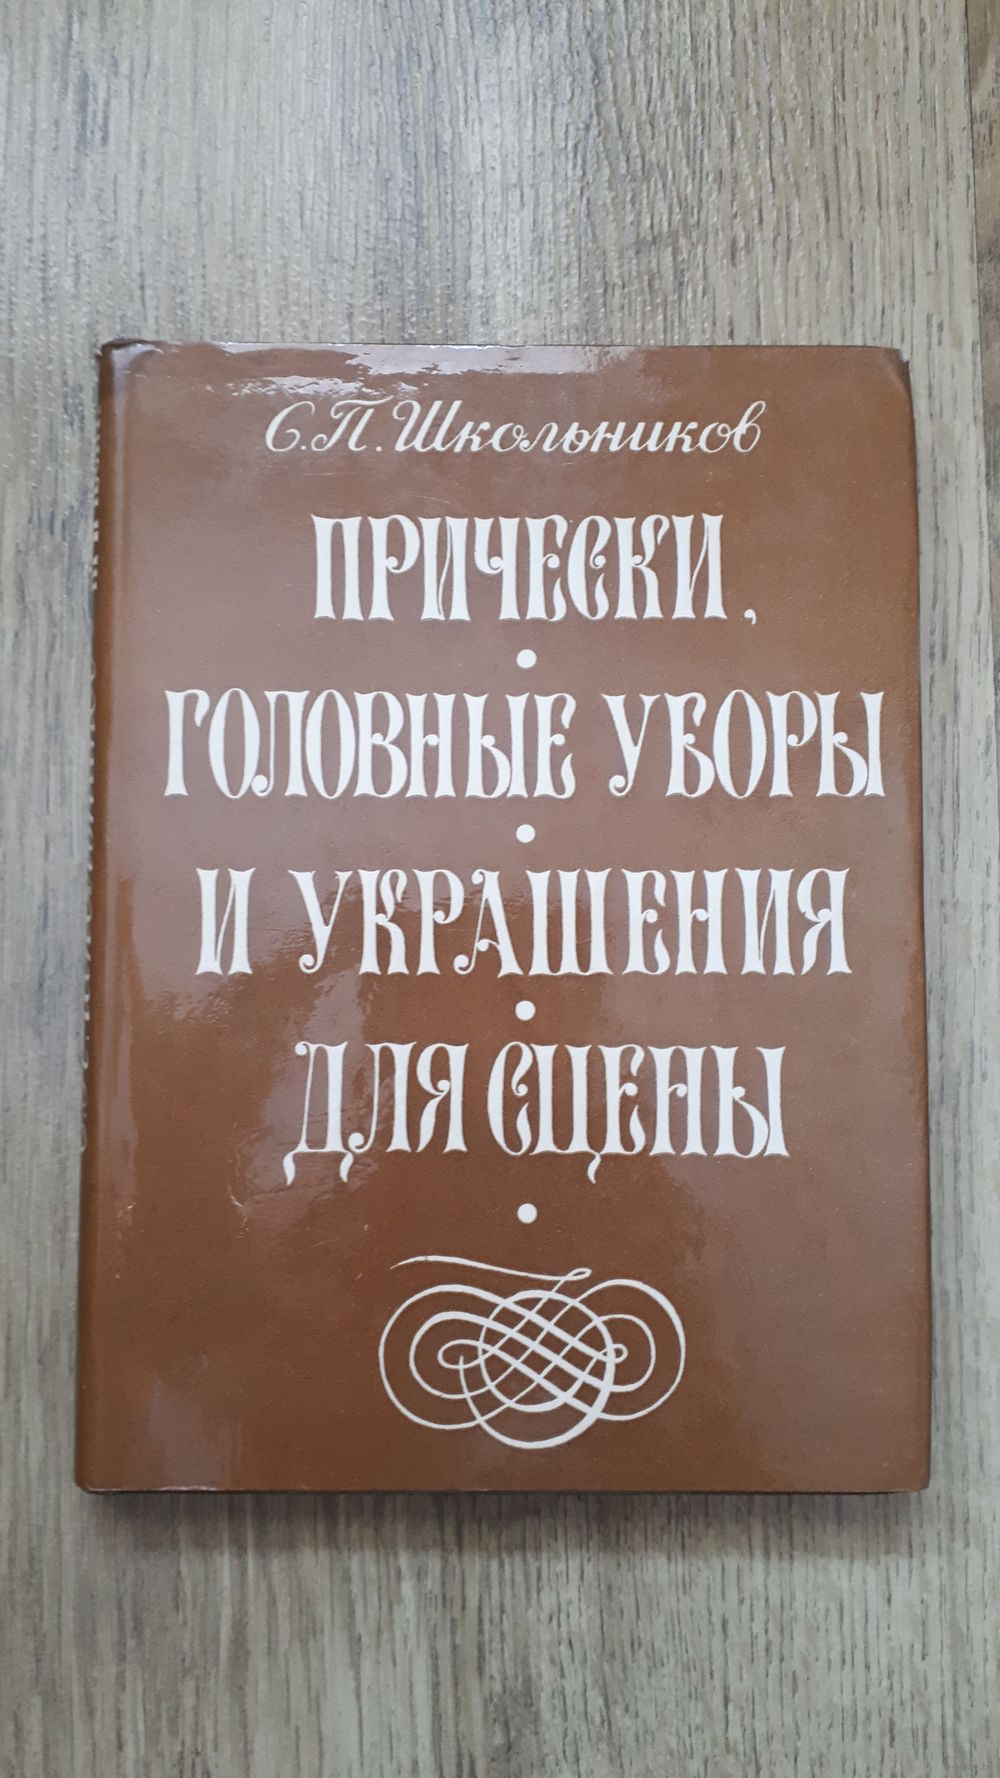 С.П. Школьников
ПРИЧЕСКИ,
ГОЛОВНЫЕ УБОРЫ
И УКРАШЕНИЯ
ДЛЯ СЦЕНЫ